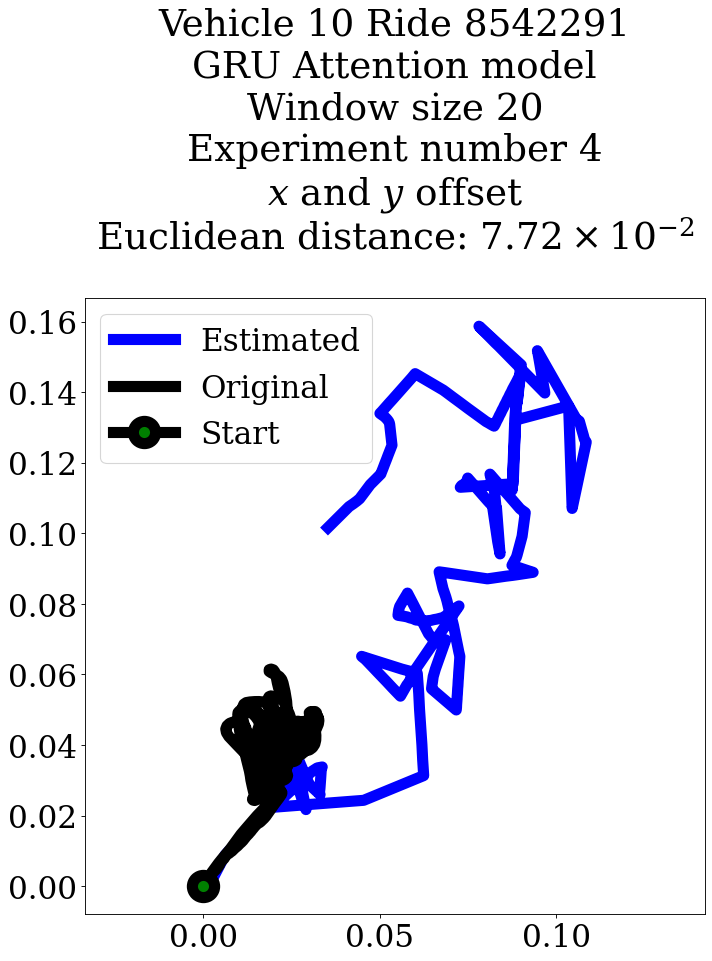 Vehicle 10 Ride 8542291
GRU Attention model
Window size 20
Experiment number 4
x and y offset
Euclidean distance: 7.72 × 10⁻²
Estimated
Original
Start
0.16
0.14
0.12
0.10
0.08
0.06
0.04
0.02
0.00
0.00 0.05 0.10